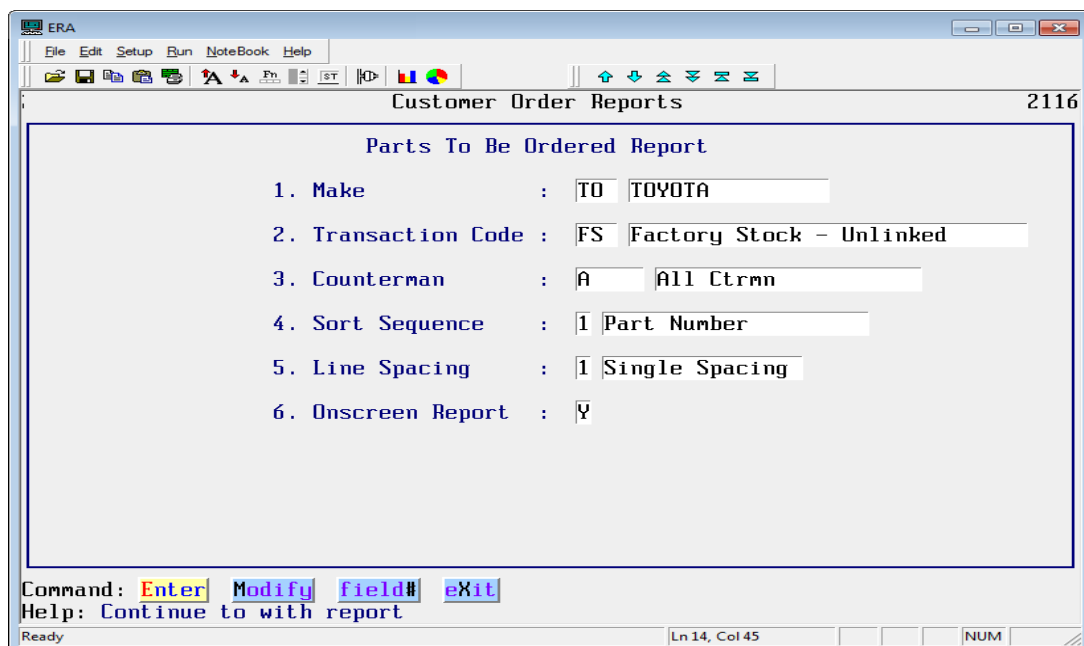 ERA
File Edit Setup Run NoteBook Help
Fn ST
Customer Order Reports 2116
Parts To Be Ordered Report
1. Make : TO TOYOTA
2. Transaction Code : FS Factory Stock - Unlinked
3. Counterman : A All Ctrmn
4. Sort Sequence : 1 Part Number
5. Line Spacing : 1 Single Spacing
6. Onscreen Report : Y
Command: Enter Modify field# eXit
Help: Continue to with report
Ready Ln 14, Col 45 NUM